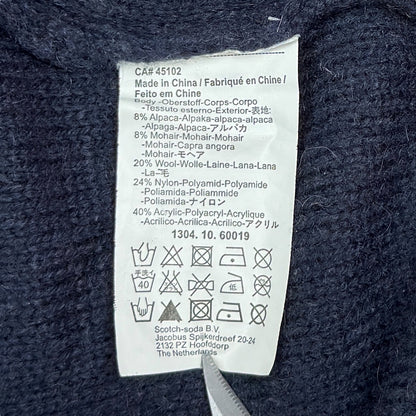 CA# 45102
Made in China / Fabriqué en Chine /
Feito em Chine
Body -Oberstoff-Corps-Corpo
-Tessuto esterno-Exterior-表地:
8% Alpaca-Alpaka-alpaca-alpaca
-Alpaga-Alpaca-アルパカ
8% Mohair-Mohair-Mohair
-Mohair-Capra angora
-Mohair-モヘア
20% Wool-Wolle-Laine-Lana-Lana
-La-毛
24% Nylon-Polyamid-Polyamide
-Poliamida-Poliammide
-Poliamida-ナイロン
40% Acrylic-Polyacryl-Acrylique
-Acrilico-Acrilico-Acrilico-アクリル
1304. 10. 60019
手洗イ
40
低
Scotch-soda B.V.
Jacobus Spijkerdreef 20-24
2132 PZ Hoofddorp
The Netherlands